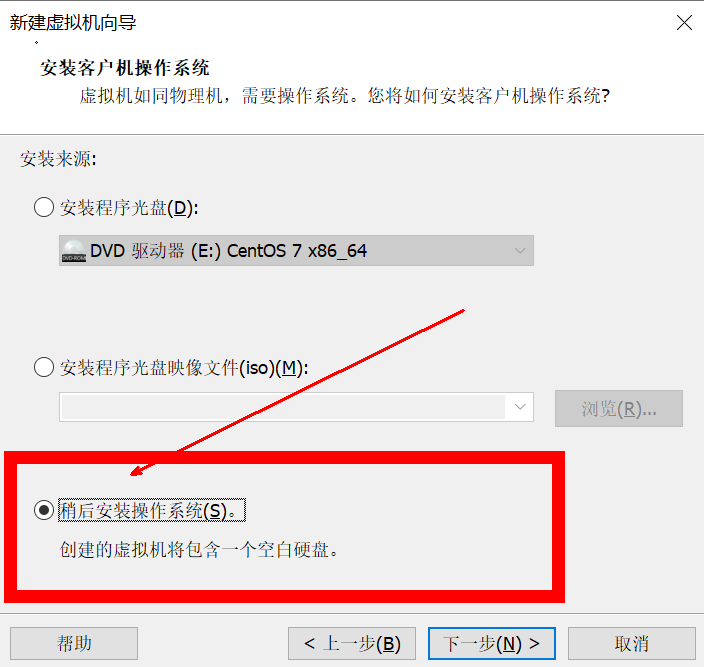 新建虚拟机向导
安装客户机操作系统
虚拟机如同物理机，需要操作系统。您将如何安装客户机操作系统?
安装来源:
安装程序光盘(D):
DVD 驱动器 (E:) CentOS 7 x86_64
安装程序光盘映像文件(iso)(M):
浏览(R)...
稍后安装操作系统(S)。
创建的虚拟机将包含一个空白硬盘。
帮助
< 上一步(B)
下一步(N) >
取消